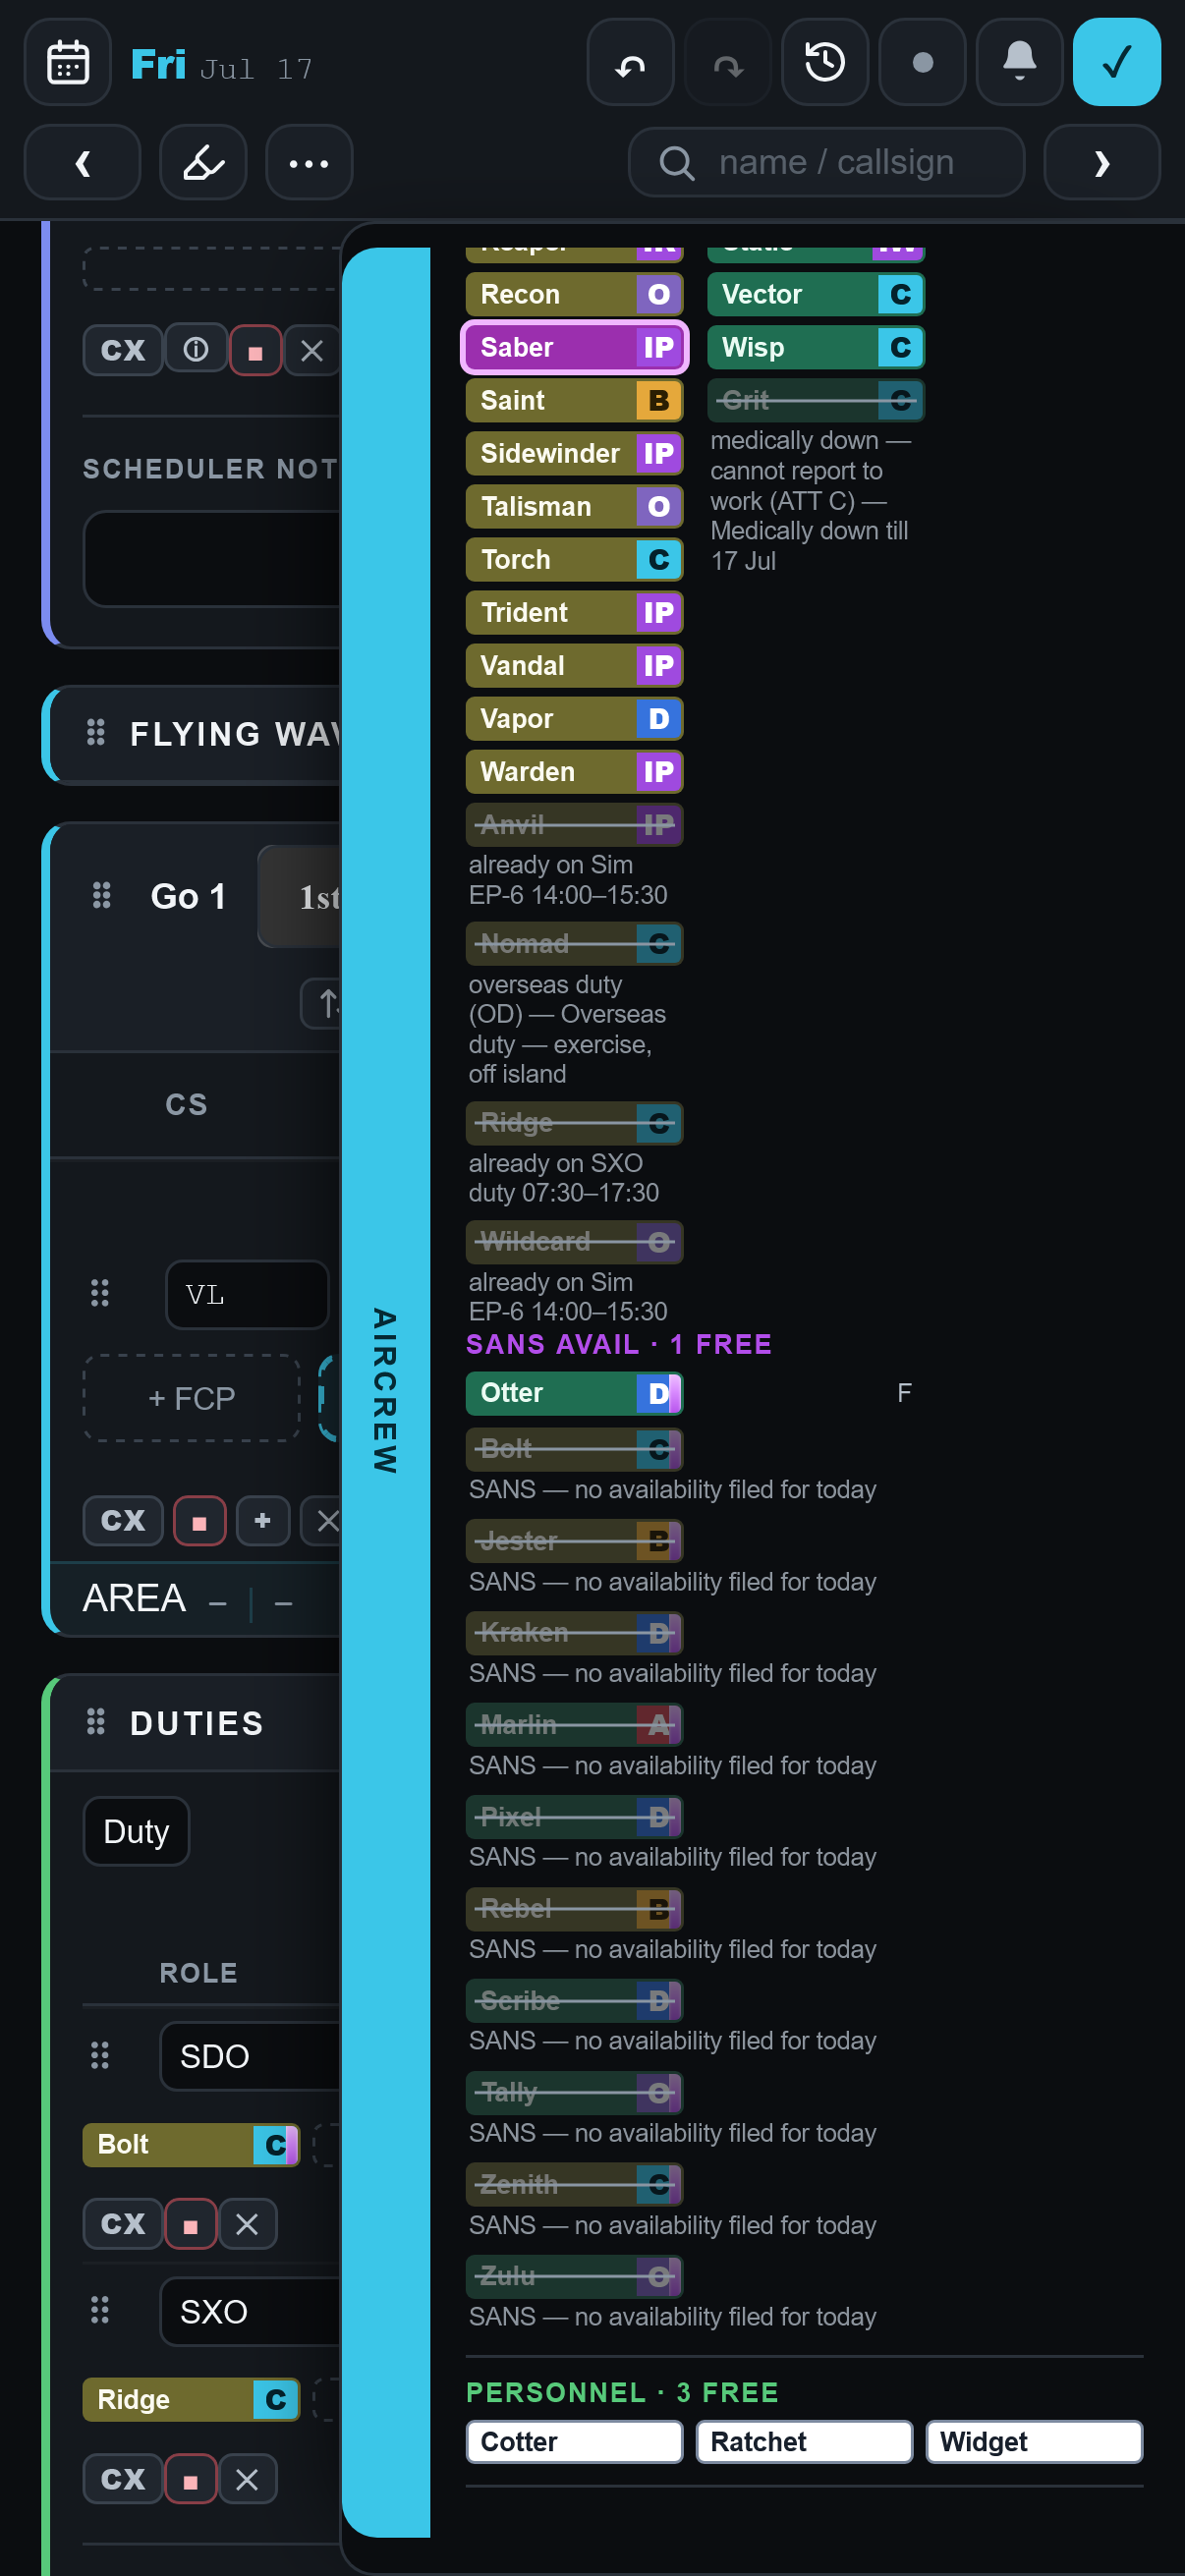 Fri Jul 17
name / callsign
CX
SCHEDULER NOT
FLYING WAV
Go 1 1st
CS
VL
+ FCP
CX
AREA – | –
DUTIES
Duty
ROLE
SDO
Bolt C
CX
SXO
Ridge C
CX
AIRCREW
Recon O
Vector C
Saber IP
Wisp C
Saint B
Grit C
medically down —
cannot report to
work (ATT C) —
Medically down till
17 Jul
Sidewinder IP
Talisman O
Torch C
Trident IP
Vandal IP
Vapor D
Warden IP
Anvil IP
already on Sim
EP-6 14:00–15:30
Nomad C
overseas duty
(OD) — Overseas
duty — exercise,
off island
Ridge C
already on SXO
duty 07:30–17:30
Wildcard O
already on Sim
EP-6 14:00–15:30
SANS AVAIL · 1 FREE
Otter D F
Bolt C
SANS — no availability filed for today
Jester B
SANS — no availability filed for today
Kraken D
SANS — no availability filed for today
Marlin A
SANS — no availability filed for today
Pixel D
SANS — no availability filed for today
Rebel B
SANS — no availability filed for today
Scribe D
SANS — no availability filed for today
Tally O
SANS — no availability filed for today
Zenith C
SANS — no availability filed for today
Zulu O
SANS — no availability filed for today
PERSONNEL · 3 FREE
Cotter
Ratchet
Widget